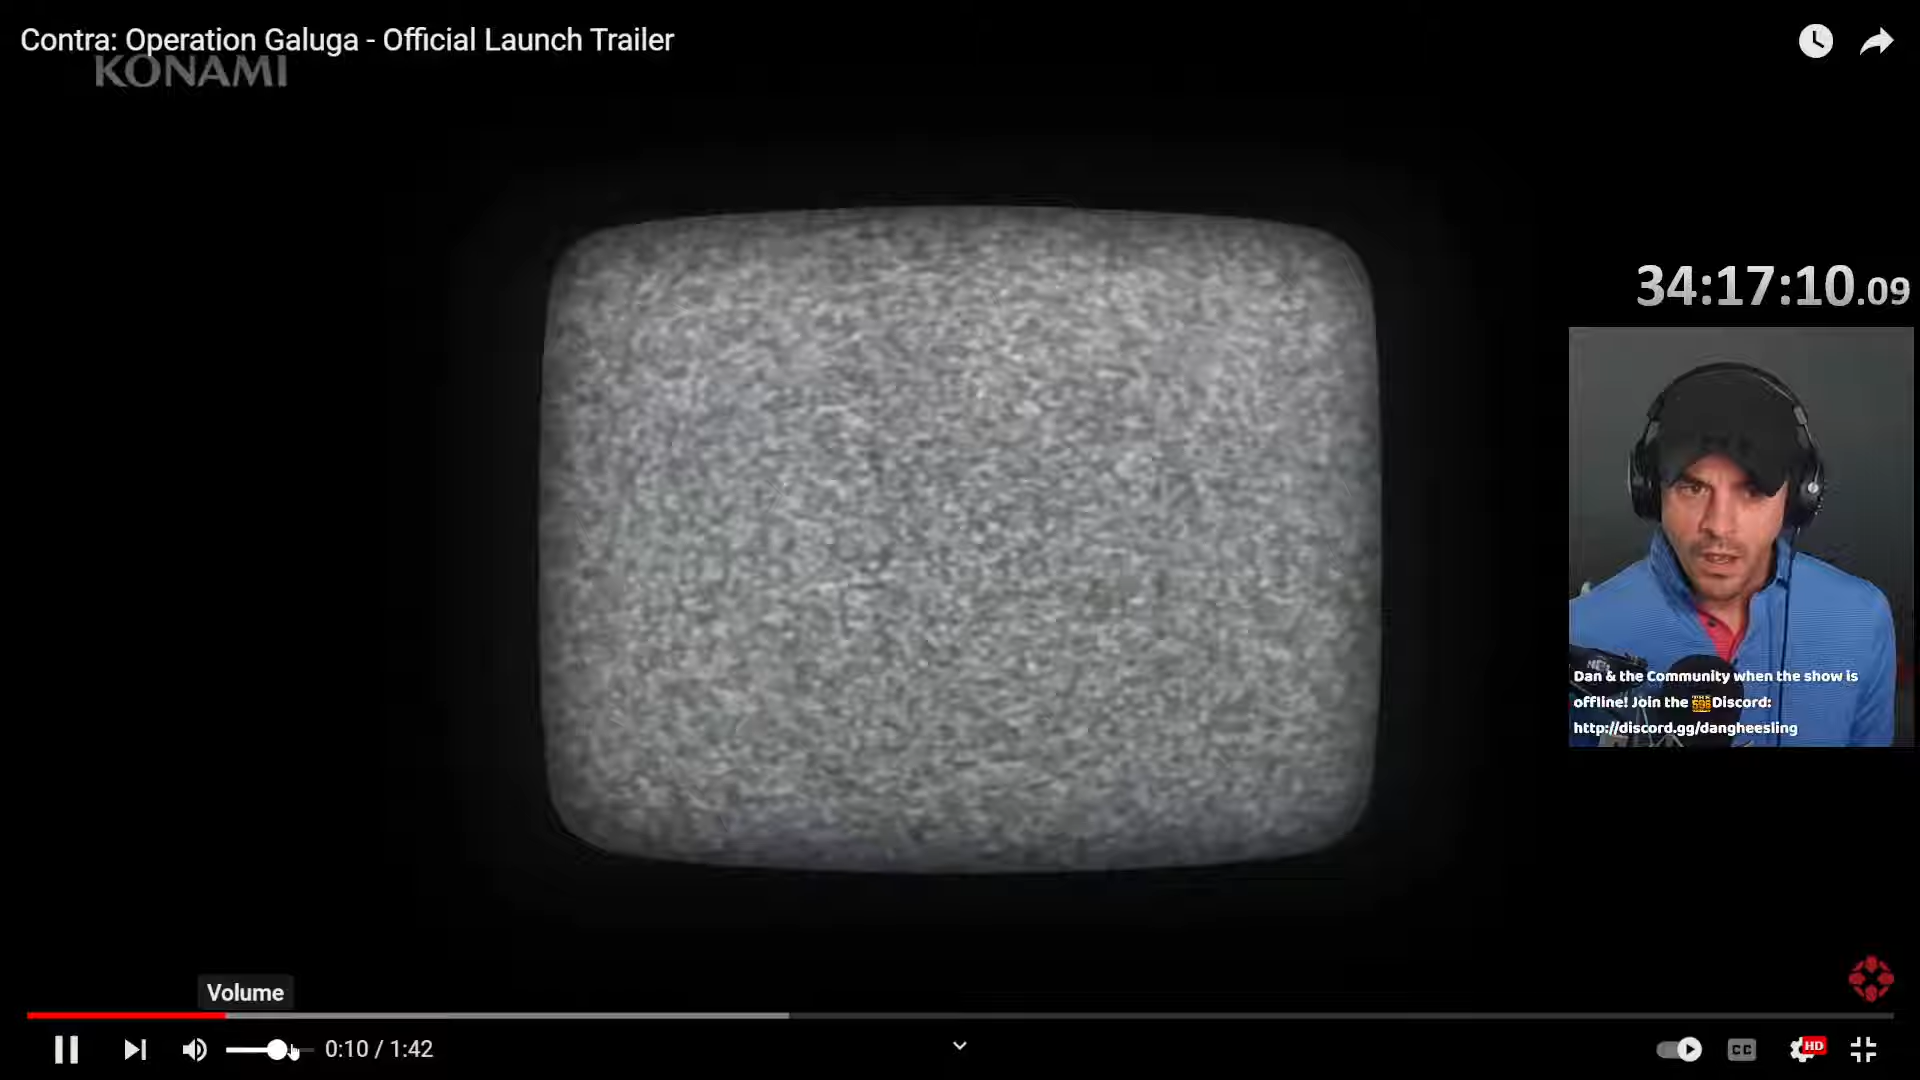 Contra: Operation Galuga - Official Launch Trailer
KONAMI
34:17:10.09
Dan & the Community when the show is
offline! Join the Discord:
http://discord.gg/dangheesling
Volume
0:10 / 1:42
CC
HD